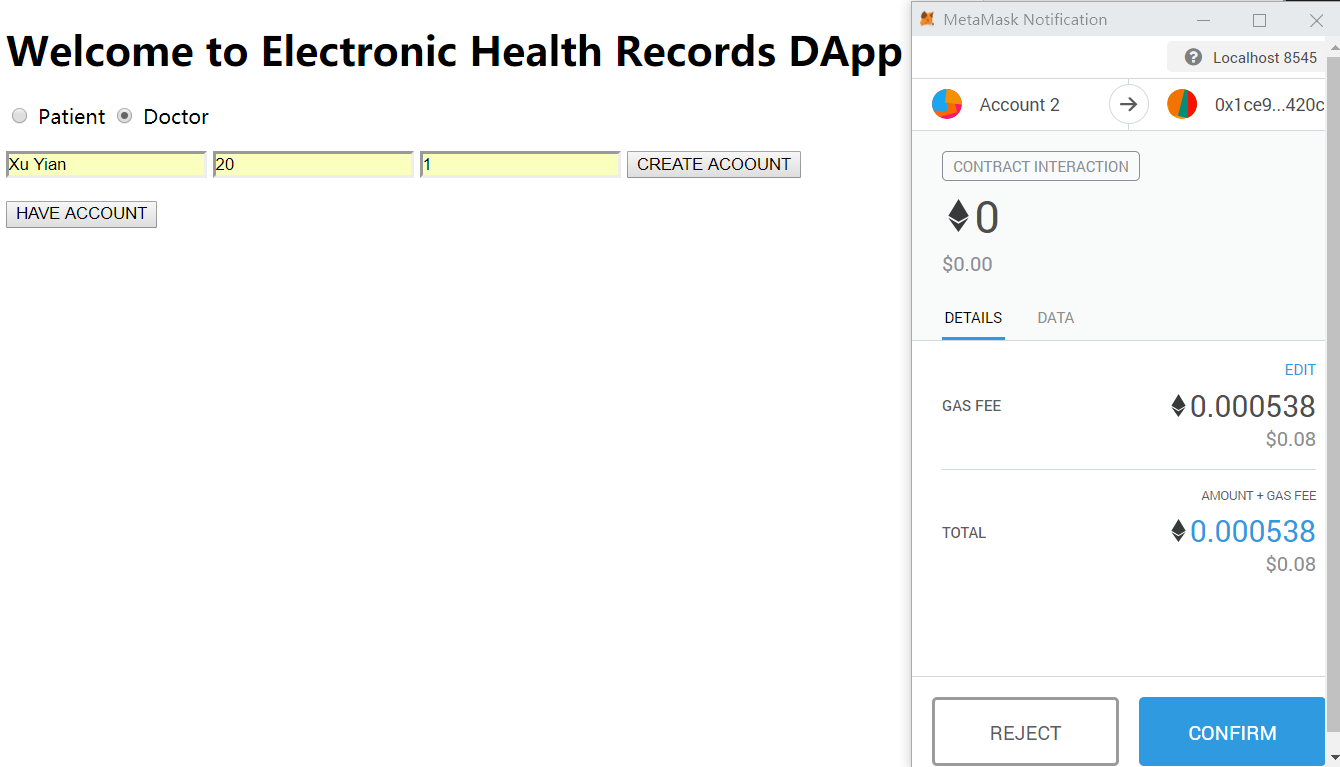 Welcome to Electronic Health Records DApp
Patient Doctor
Xu Yian 20 1 CREATE ACOOUNT
HAVE ACCOUNT
MetaMask Notification
? Localhost 8545
Account 2 0x1ce9...420c
CONTRACT INTERACTION
0
$0.00
DETAILS DATA
EDIT
GAS FEE 0.000538
$0.08
AMOUNT + GAS FEE
TOTAL 0.000538
$0.08
REJECT CONFIRM